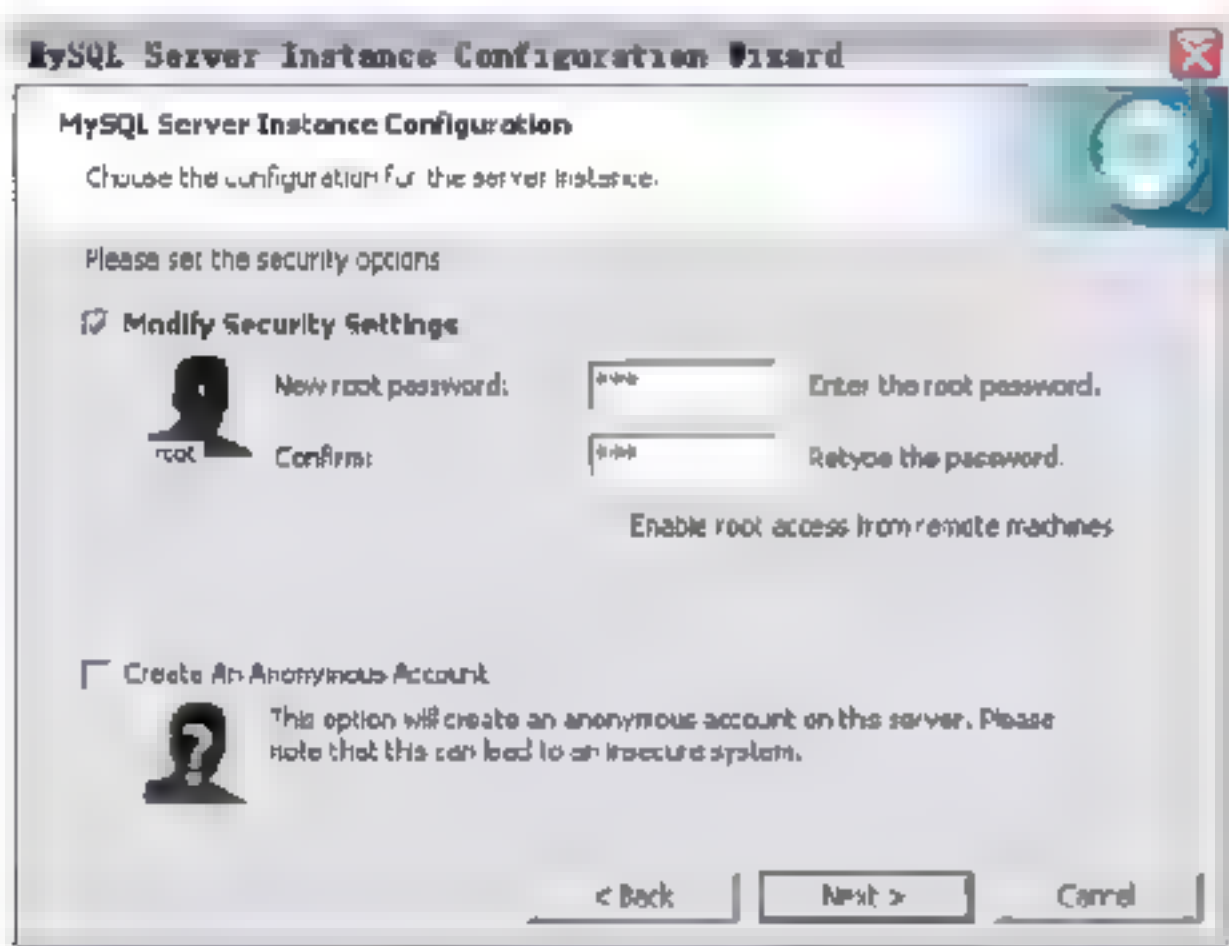 MySQL Server Instance Configuration Wizard
MySQL Server Instance Configuration
Choose the configuration for the server instance.
Please set the security options
Modify Security Settings
New root password: *** Enter the root password.
root
Confirm: *** Retype the password.
Enable root access from remote machines
Create An Anonymous Account
This option will create an anonymous account on this server. Please
note that this can lead to an insecure system.
< Back Next > Cancel